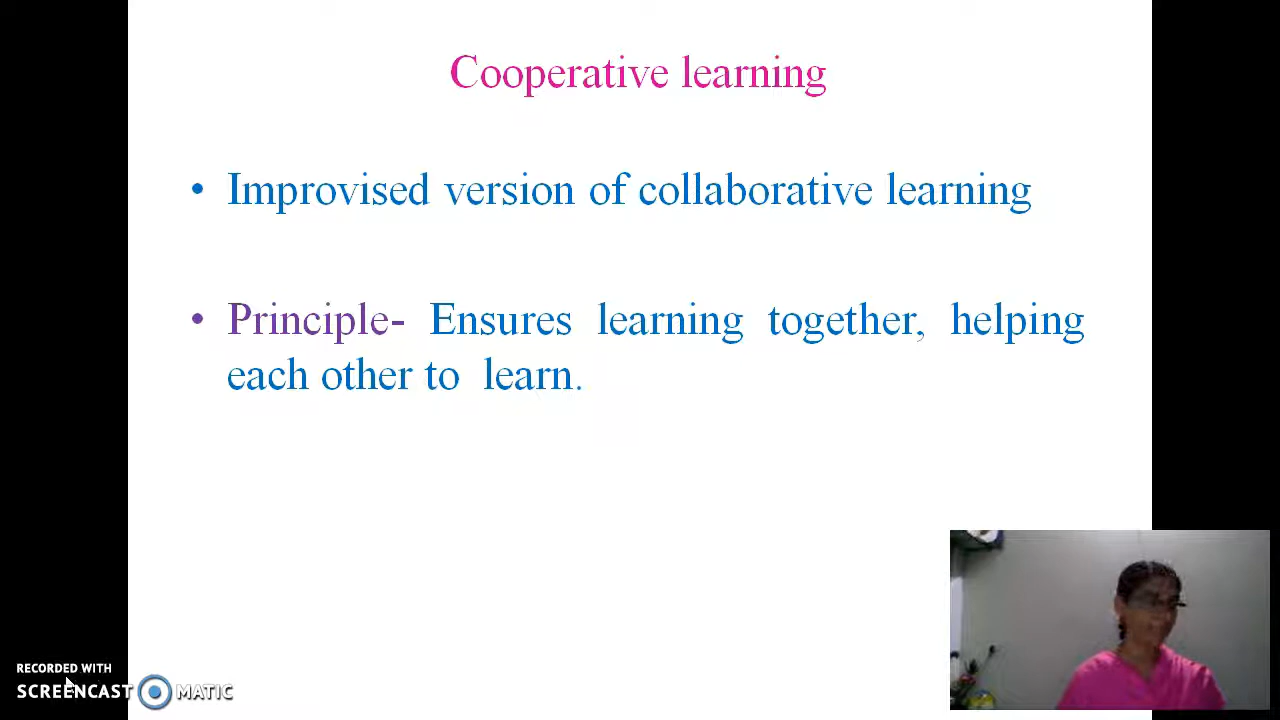 Cooperative learning
• Improvised version of collaborative learning
• Principle- Ensures learning together, helping
each other to learn.
RECORDED WITH
SCREENCAST MATIC